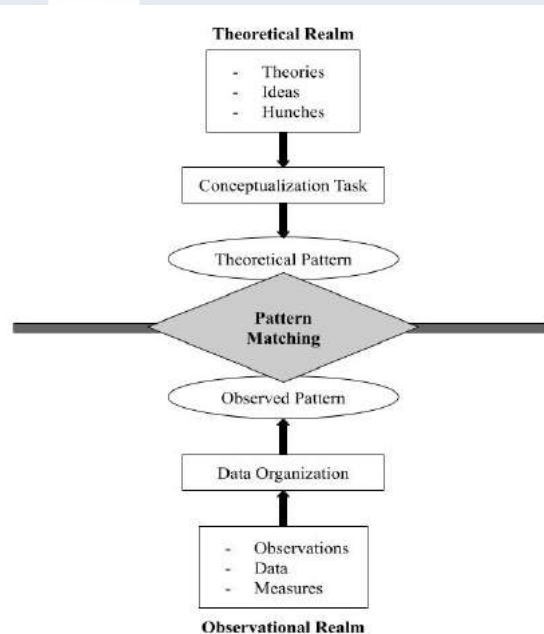 Theoretical Realm
- Theories
- Ideas
- Hunches
Conceptualization Task
Theoretical Pattern
Pattern
Matching
Observed Pattern
Data Organization
- Observations
- Data
- Measures
Observational Realm